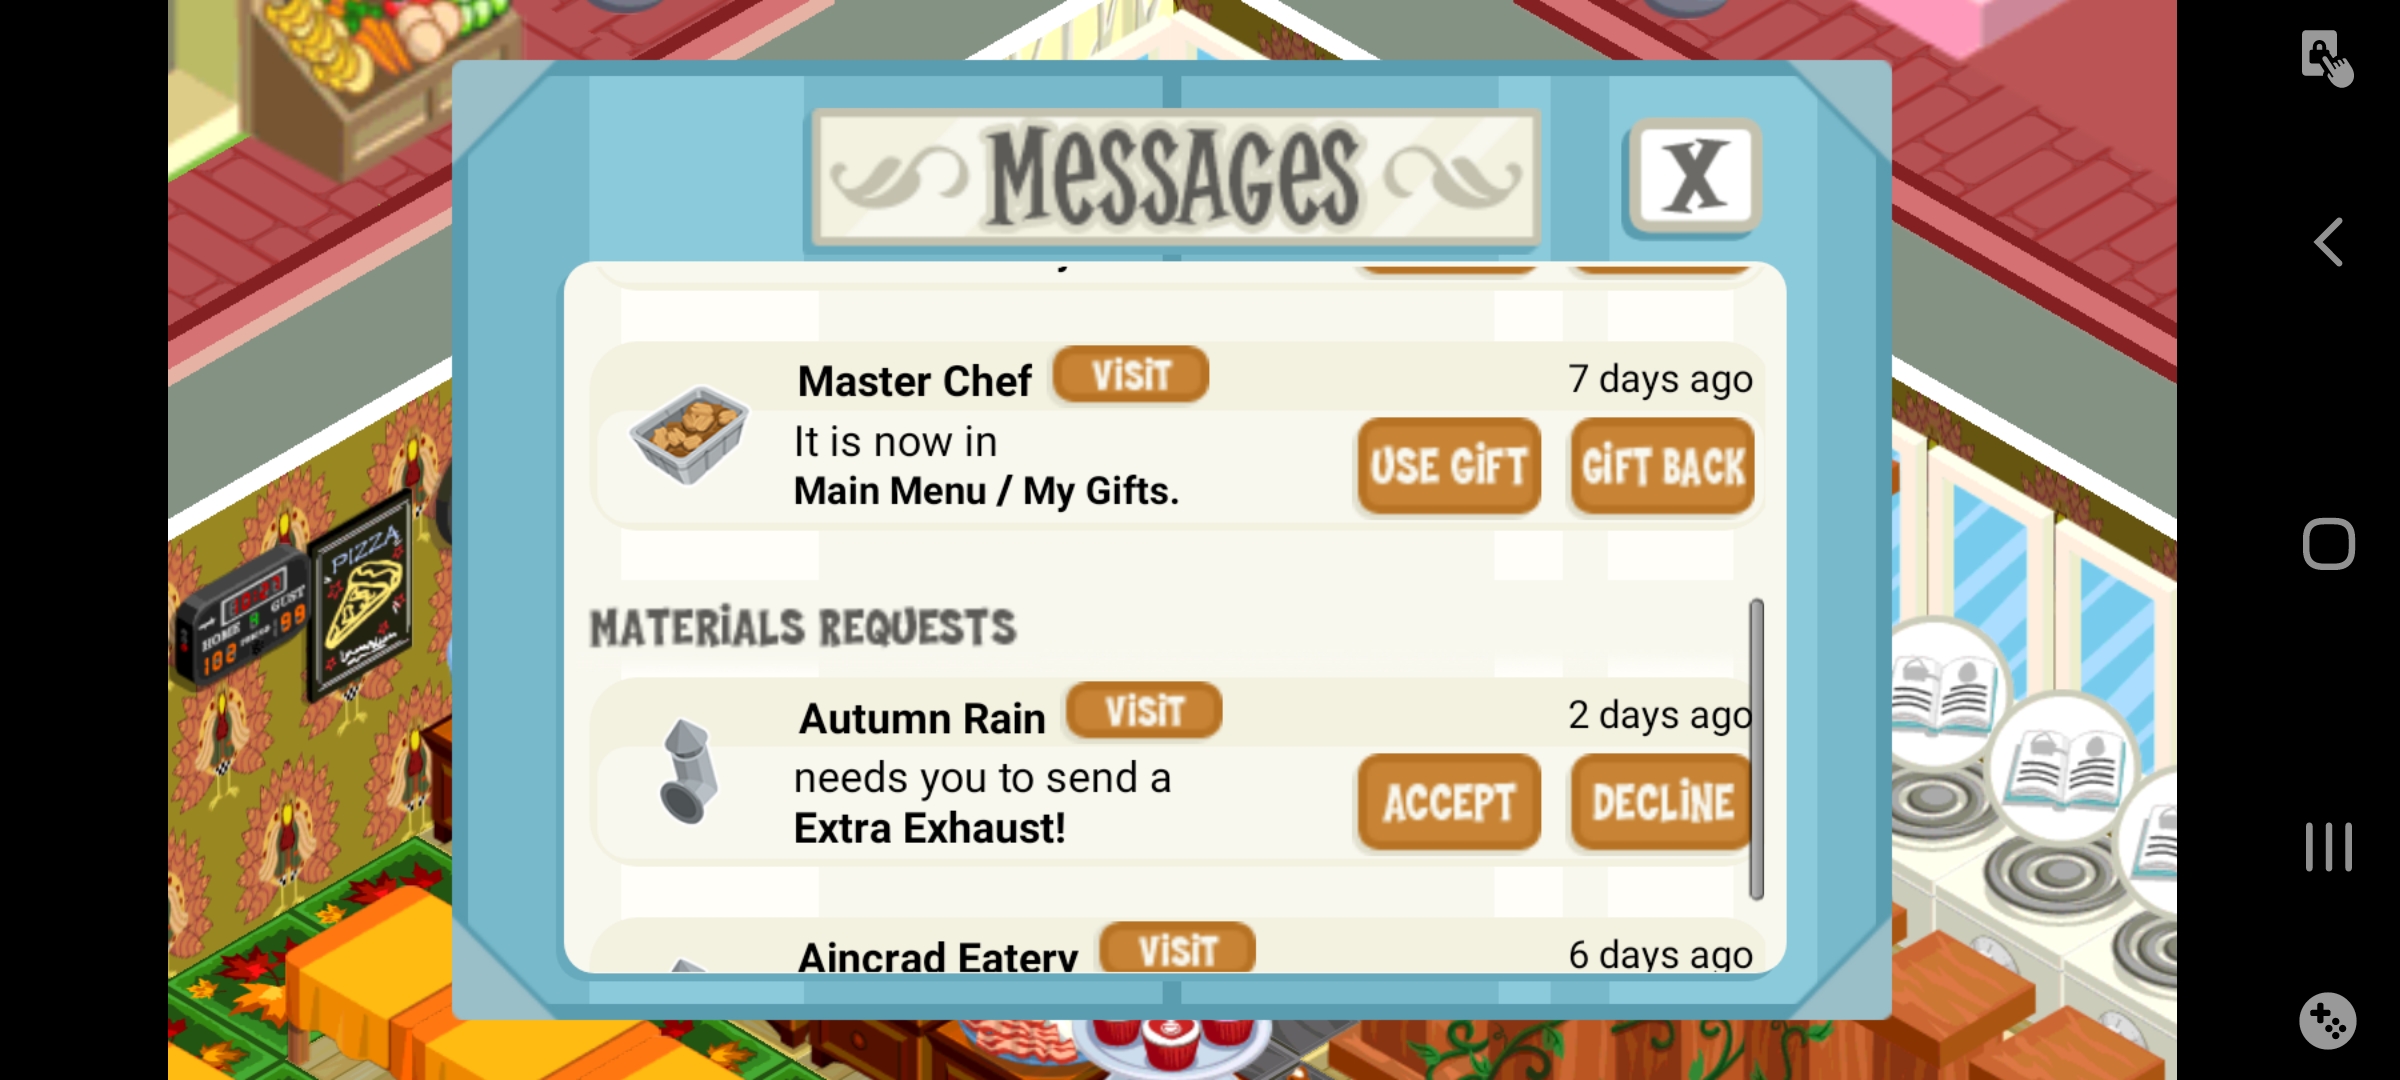 MESSAGES
X
Master Chef
VISIT
7 days ago
It is now in
Main Menu / My Gifts.
USE GIFT
GIFT BACK
MATERIALS REQUESTS
Autumn Rain
VISIT
2 days ago
needs you to send a
Extra Exhaust!
ACCEPT
DECLINE
Aincrad Eatery
VISIT
6 days ago
PIZZA
HOME
GUST
102
99